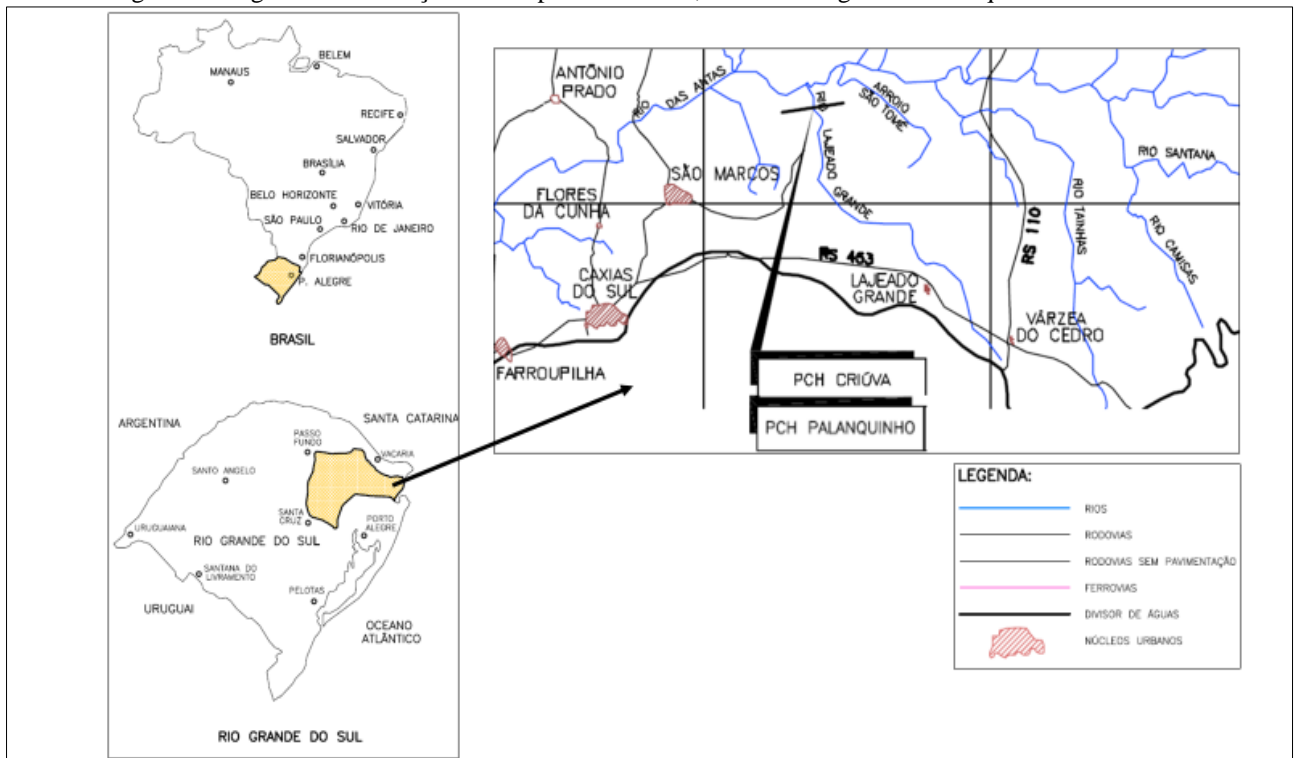 MANAUS
BELEM
RECIFE
SALVADOR
BRASÍLIA
BELO HORIZONTE
VITÓRIA
SÃO PAULO
RIO DE JANEIRO
FLORIANÓPOLIS
P. ALEGRE
BRASIL
ARGENTINA
SANTA CATARINA
PASSO
FUNDO
VACARIA
SANTO ANGELO
SANTA
CRUZ
PORTO
ALEGRE
URUGUAIANA
RIO GRANDE DO SUL
SANTANA DO
LIVRAMENTO
PELOTAS
URUGUAI
OCEANO
ATLÂNTICO
RIO GRANDE DO SUL
ANTÔNIO
PRADO
RIO DAS ANTAS
RIO LAJEADO GRANDE
ARROIO
SÃO TOMÉ
RIO SANTANA
SÃO MARCOS
FLORES
DA CUNHA
RIO TAINHAS
RS 110
RIO CAMISAS
RS 453
CAXIAS
DO SUL
LAJEADO
GRANDE
VÁRZEA
DO CEDRO
FARROUPILHA
PCH CRIÚVA
PCH PALANQUINHO
LEGENDA:
RIOS
RODOVIAS
RODOVIAS SEM PAVIMENTAÇÃO
FERROVIAS
DIVISOR DE ÁGUAS
NÚCLEOS URBANOS